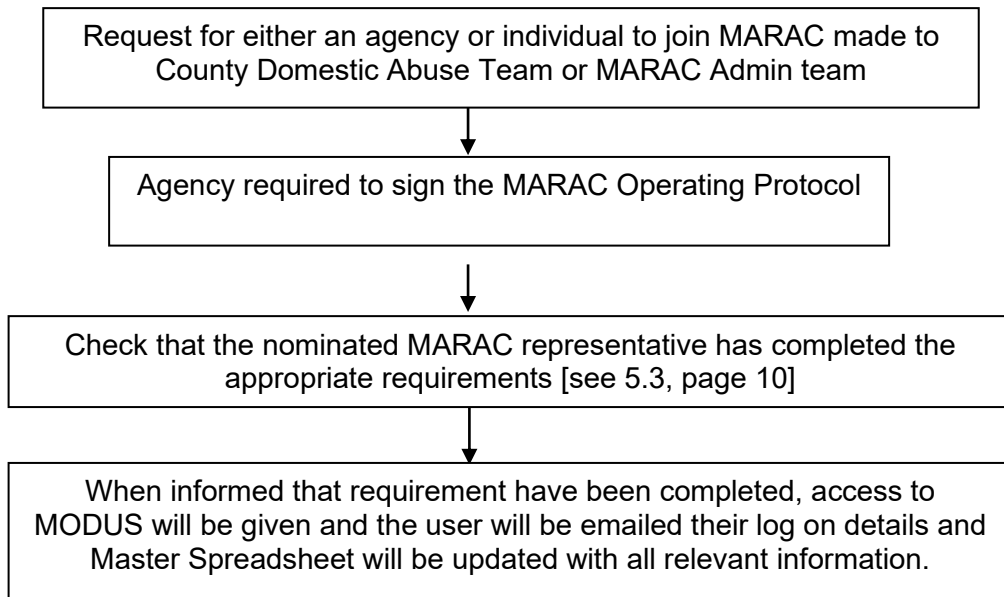 Request for either an agency or individual to join MARAC made to
County Domestic Abuse Team or MARAC Admin team
Agency required to sign the MARAC Operating Protocol
Check that the nominated MARAC representative has completed the
appropriate requirements [see 5.3, page 10]
When informed that requirement have been completed, access to
MODUS will be given and the user will be emailed their log on details and
Master Spreadsheet will be updated with all relevant information.